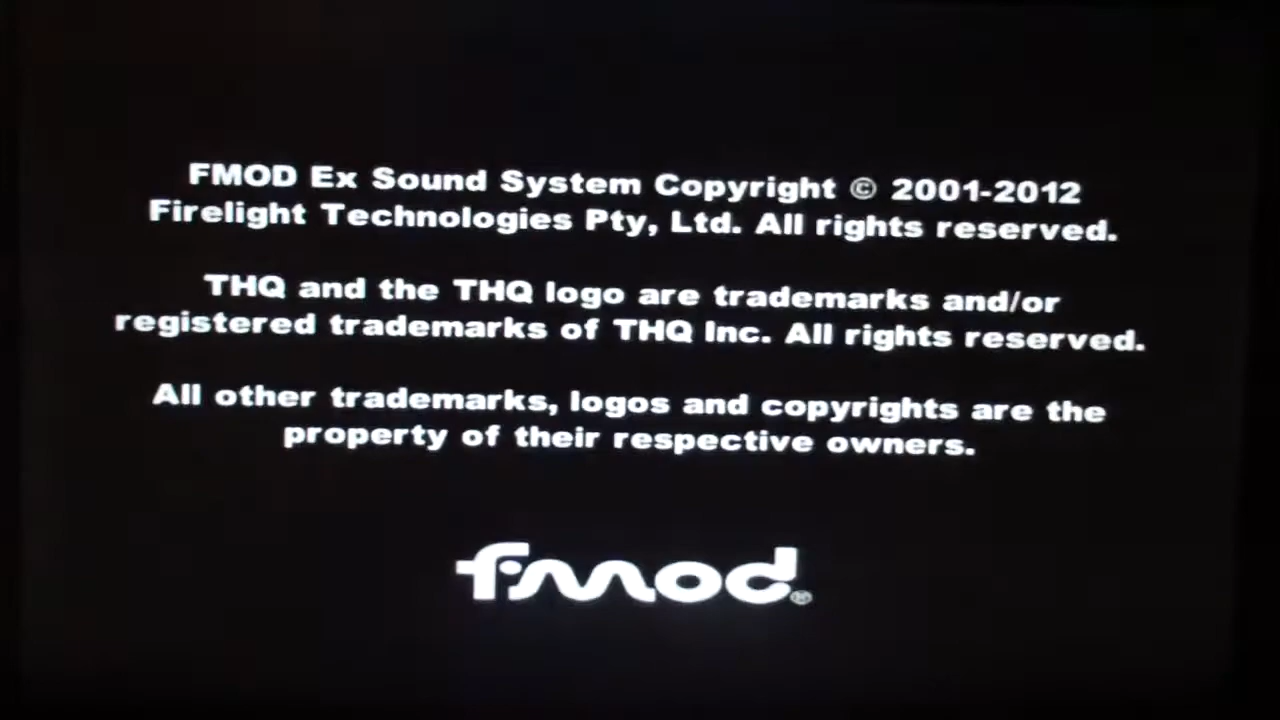 FMOD Ex Sound System Copyright © 2001-2012
Firelight Technologies Pty, Ltd. All rights reserved.
THQ and the THQ logo are trademarks and/or
registered trademarks of THQ Inc. All rights reserved.
All other trademarks, logos and copyrights are the
property of their respective owners.
fmod®